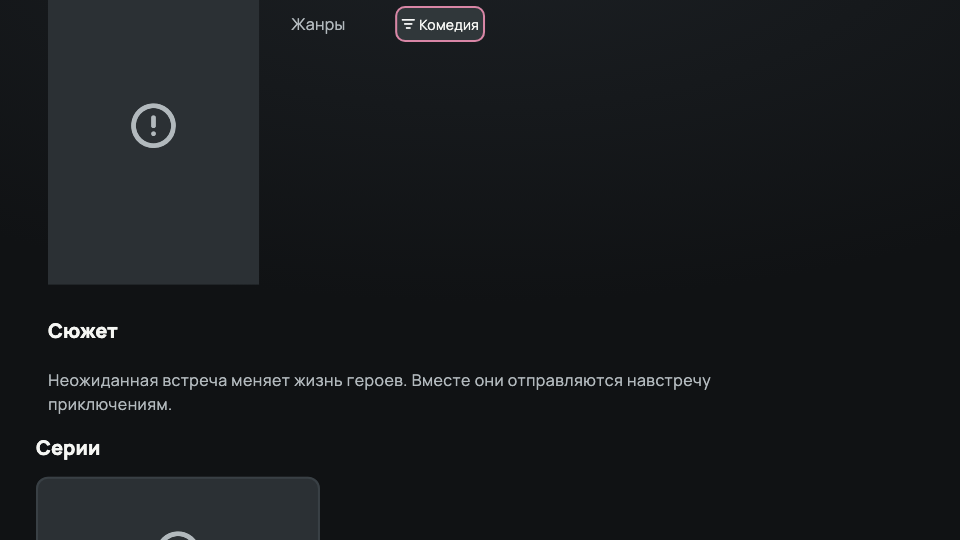 Жанры
Комедия
Сюжет
Неожиданная встреча меняет жизнь героев. Вместе они отправляются навстречу
приключениям.
Серии